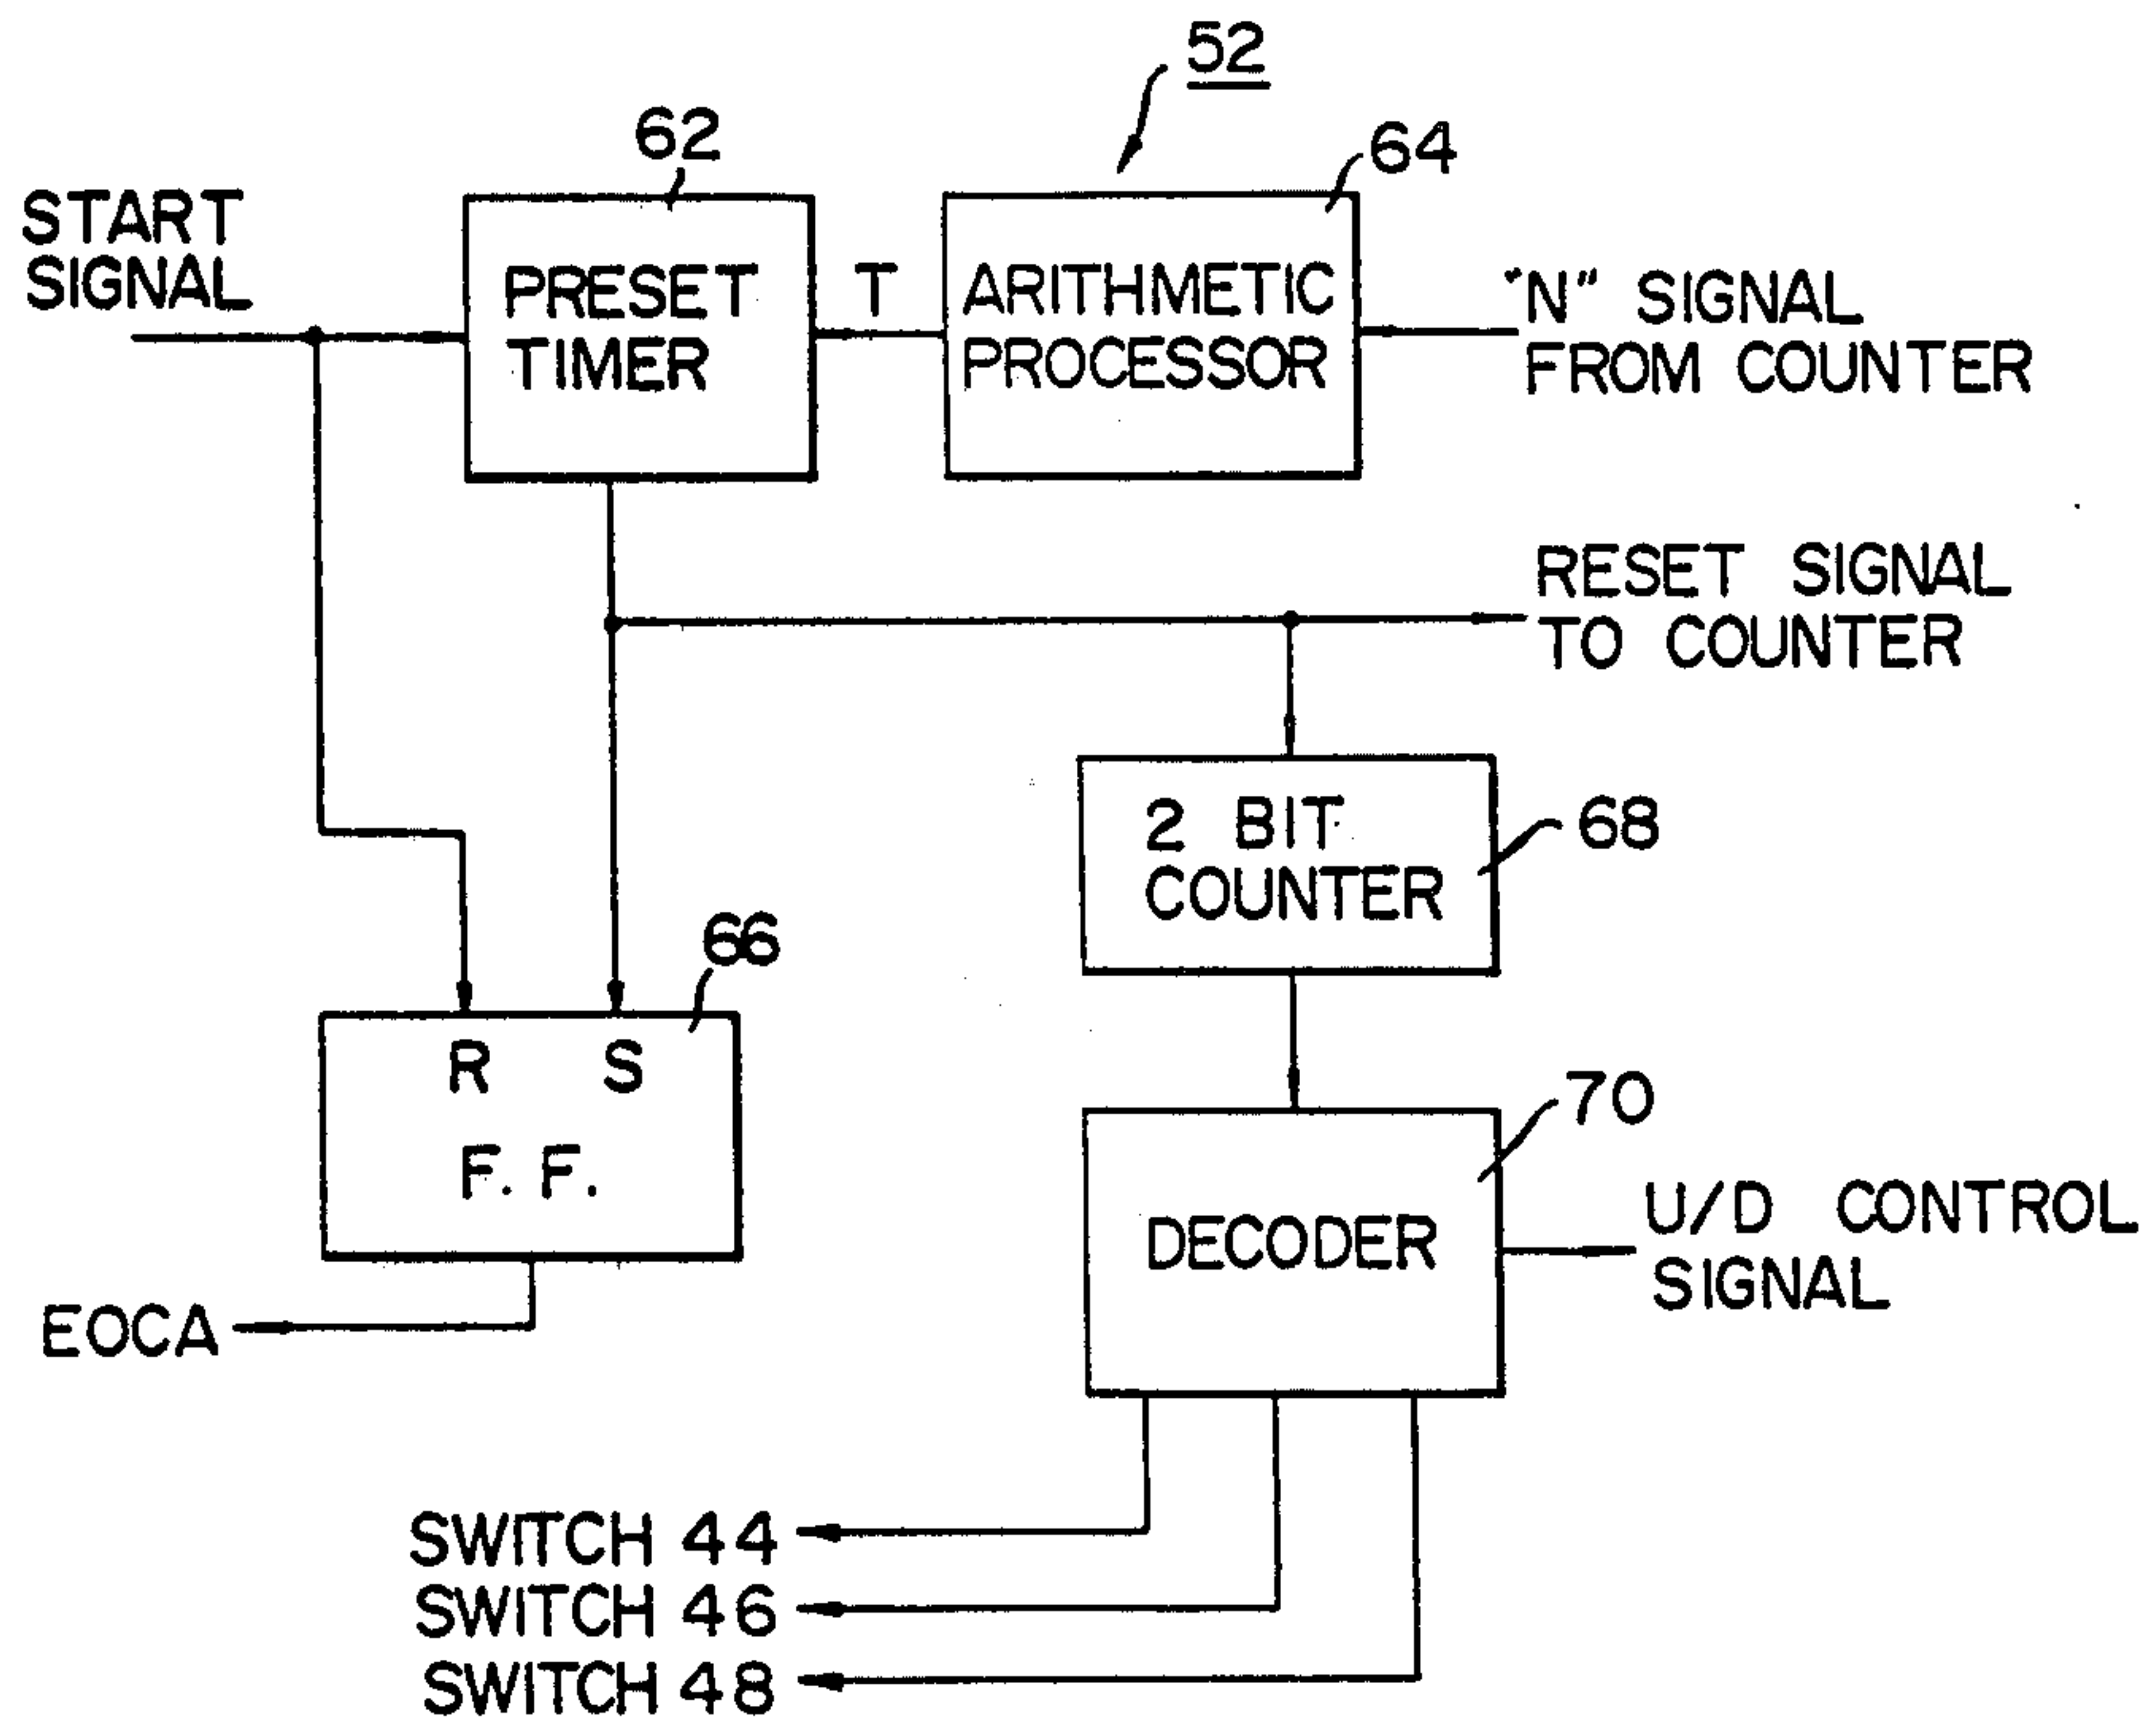 52
62
64
START
SIGNAL
PRESET
TIMER
T
ARITHMETIC
PROCESSOR
"N" SIGNAL
FROM COUNTER
RESET SIGNAL
TO COUNTER
2 BIT
COUNTER
68
66
R S
F. F.
70
DECODER
U/D CONTROL
SIGNAL
EOCA
SWITCH 44
SWITCH 46
SWITCH 48